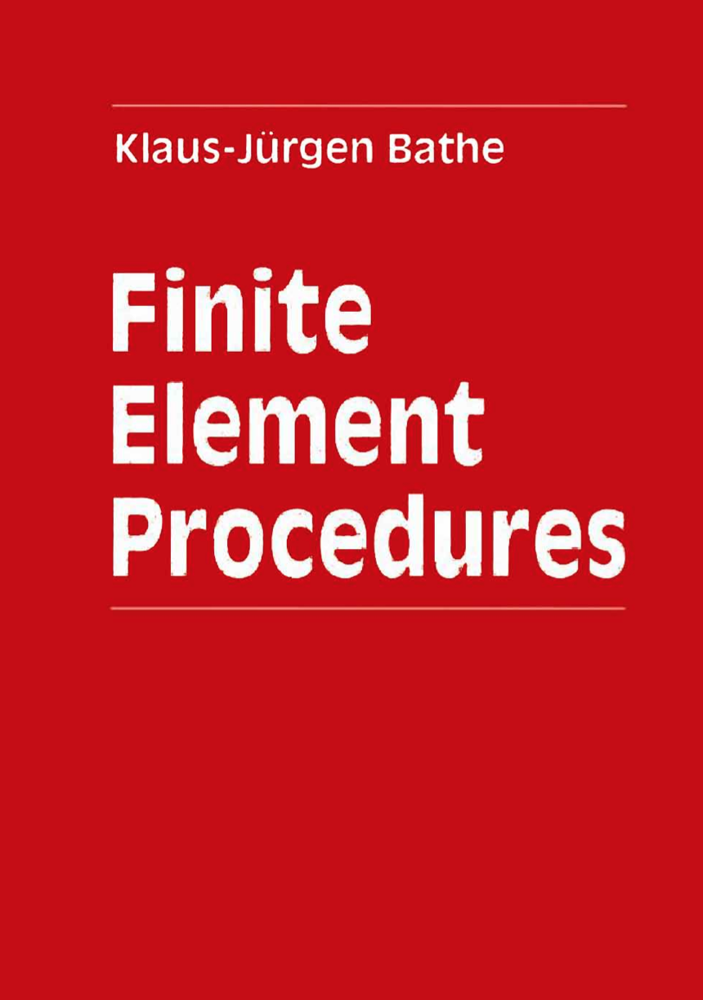 Klaus-Jürgen Bathe
Finite
Element
Procedures